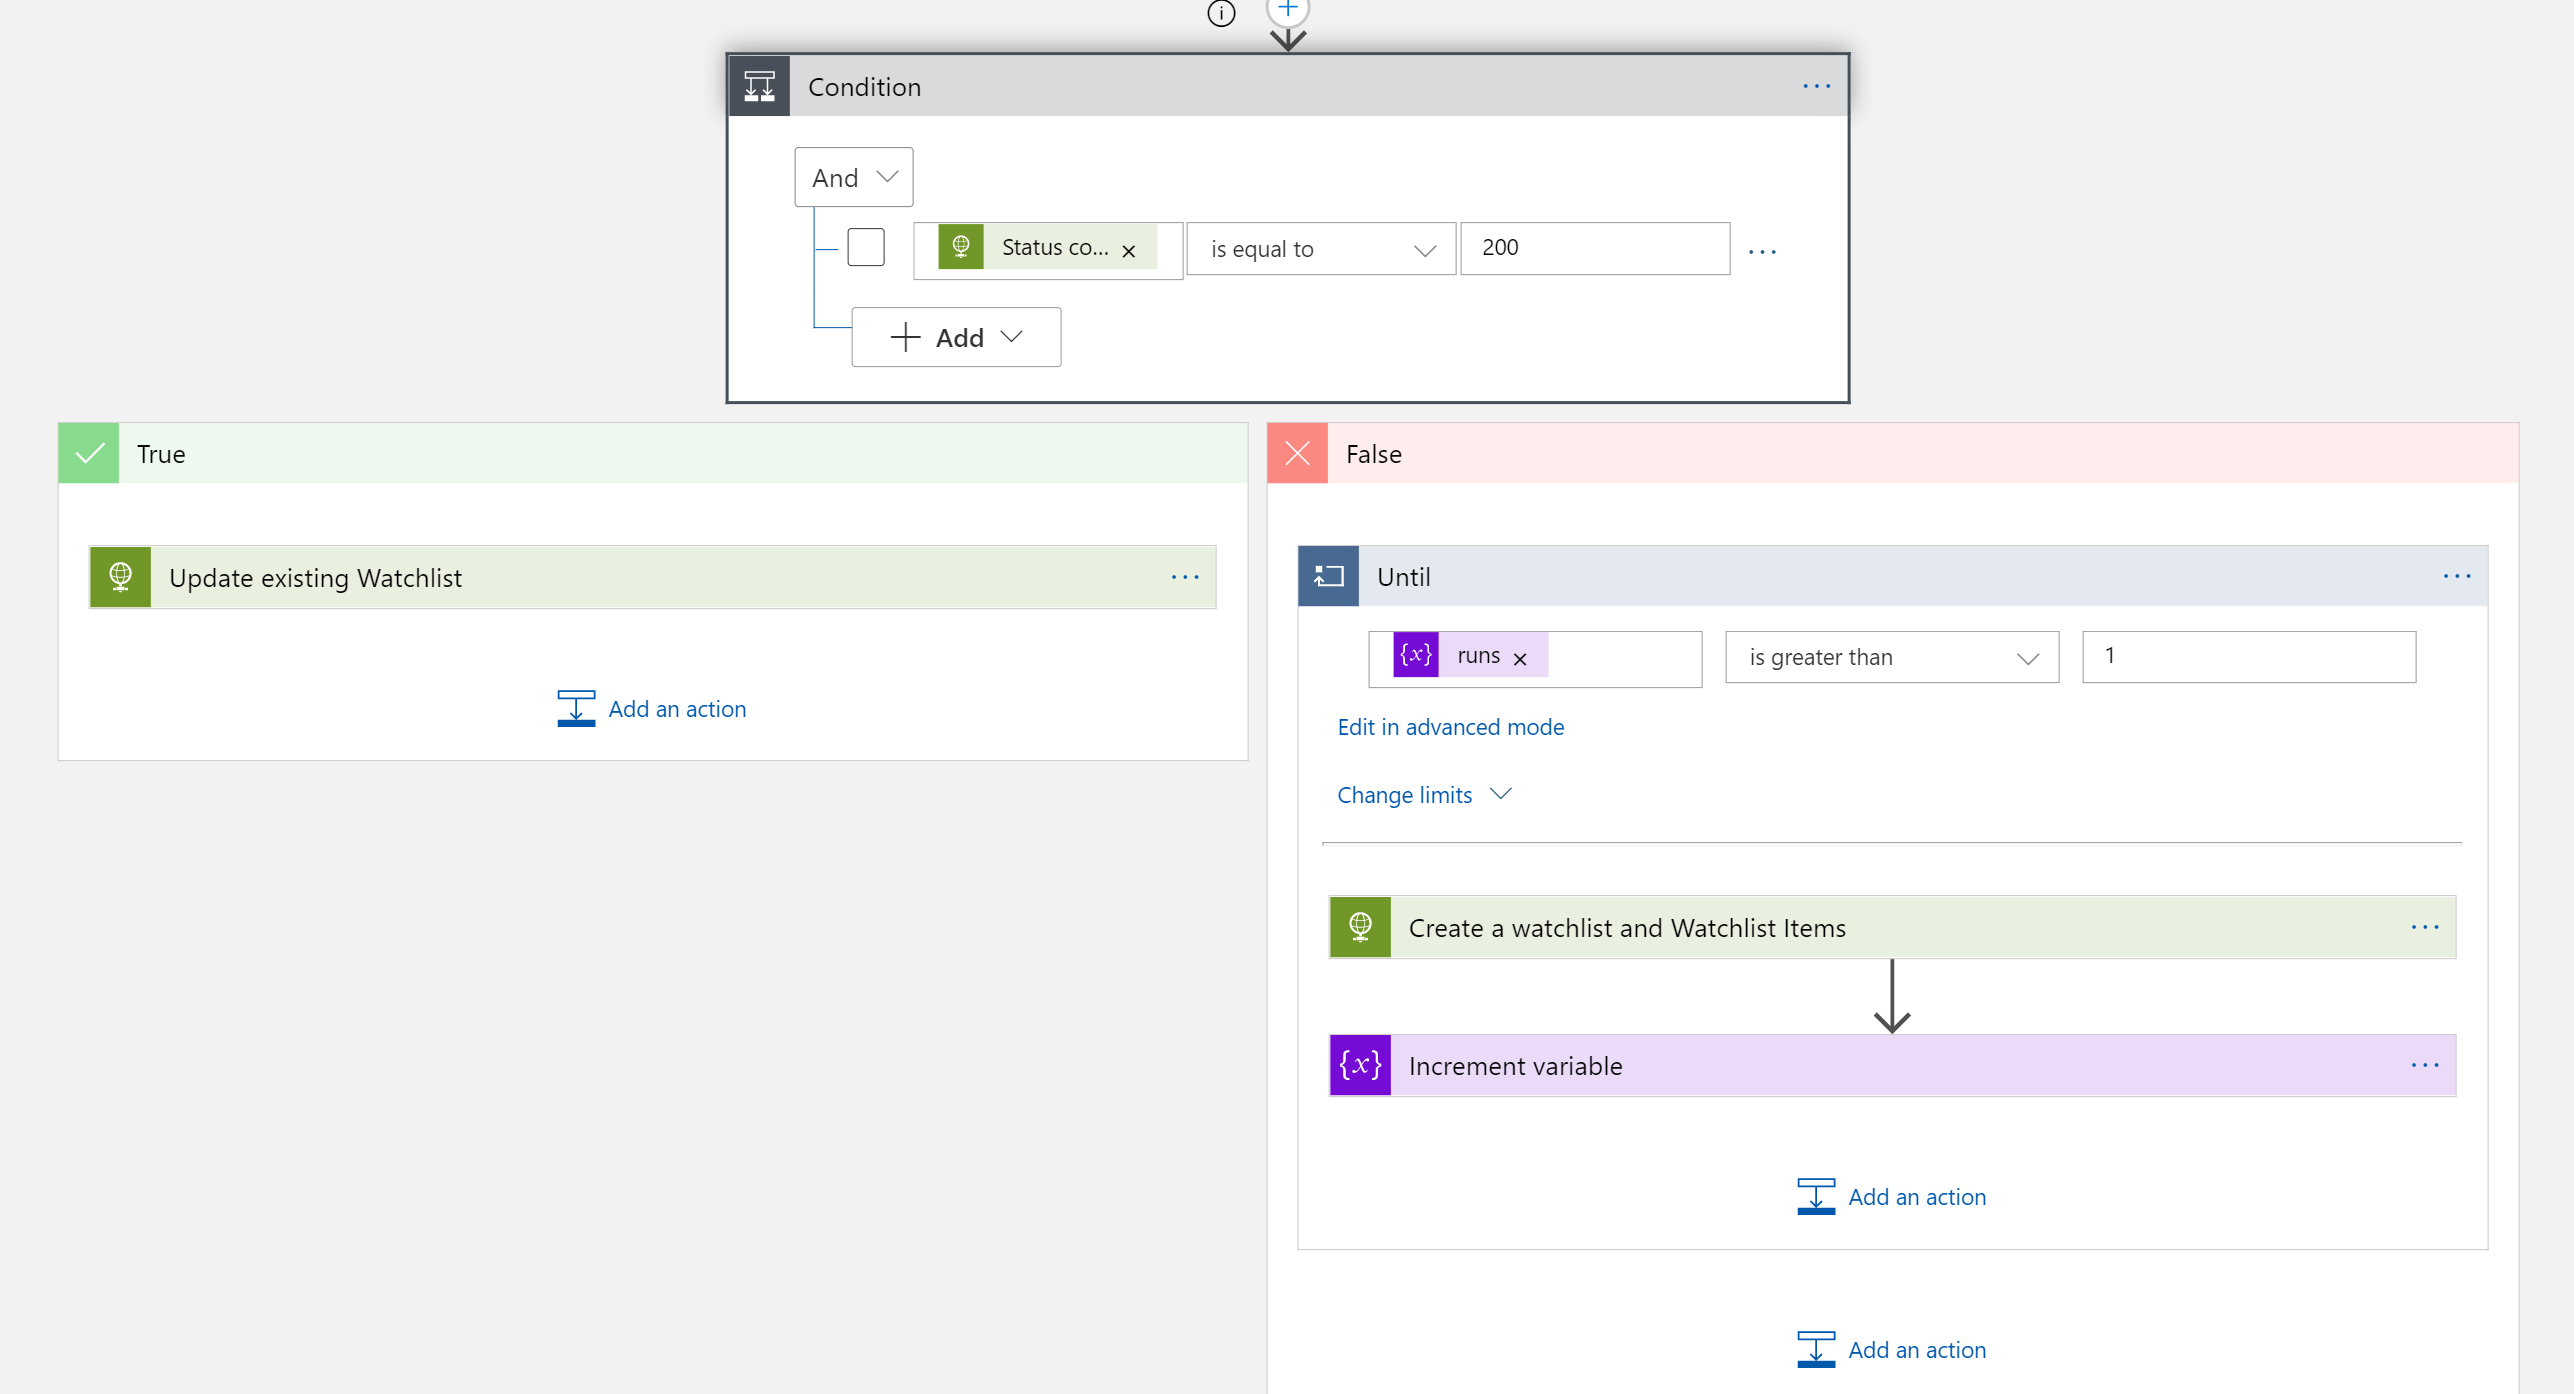 Condition
And
Status co...
is equal to
200
Add
True
False
Update existing Watchlist
Add an action
Until
{x} runs
is greater than
1
Edit in advanced mode
Change limits
Create a watchlist and Watchlist Items
{x} Increment variable
Add an action
Add an action